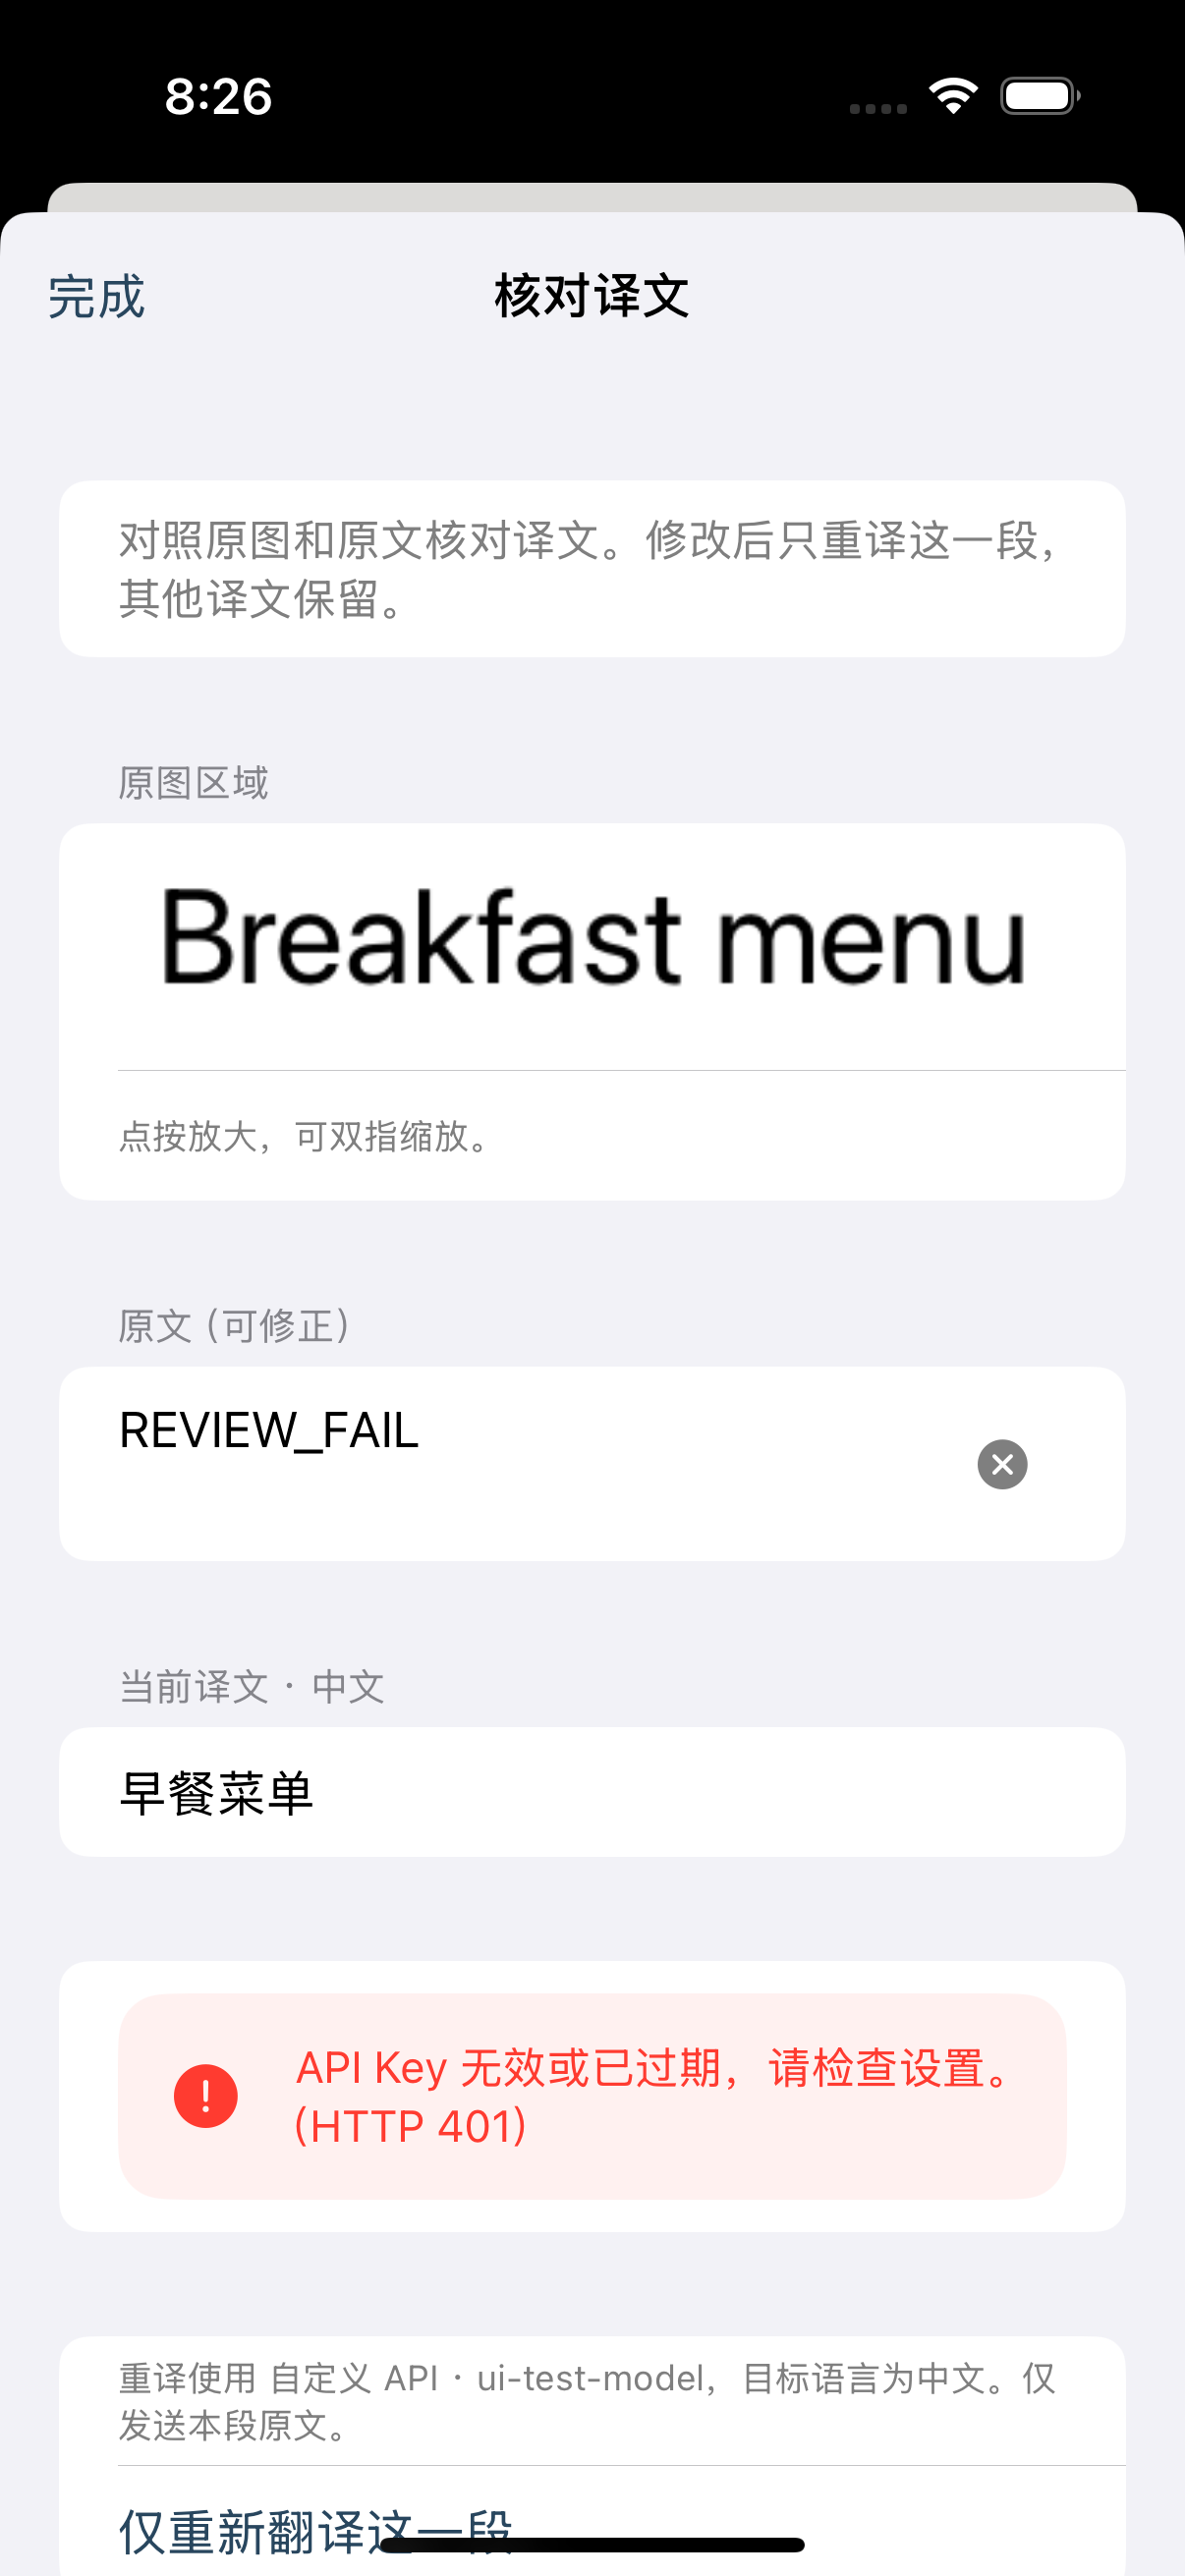 8:26
完成
核对译文
对照原图和原文核对译文。修改后只重译这一段，
其他译文保留。
原图区域
Breakfast menu
点按放大，可双指缩放。
原文（可修正）
REVIEW_FAIL
当前译文 · 中文
早餐菜单
API Key 无效或已过期，请检查设置。
(HTTP 401)
重译使用 自定义 API · ui-test-model，目标语言为中文。仅
发送本段原文。
仅重新翻译这一段